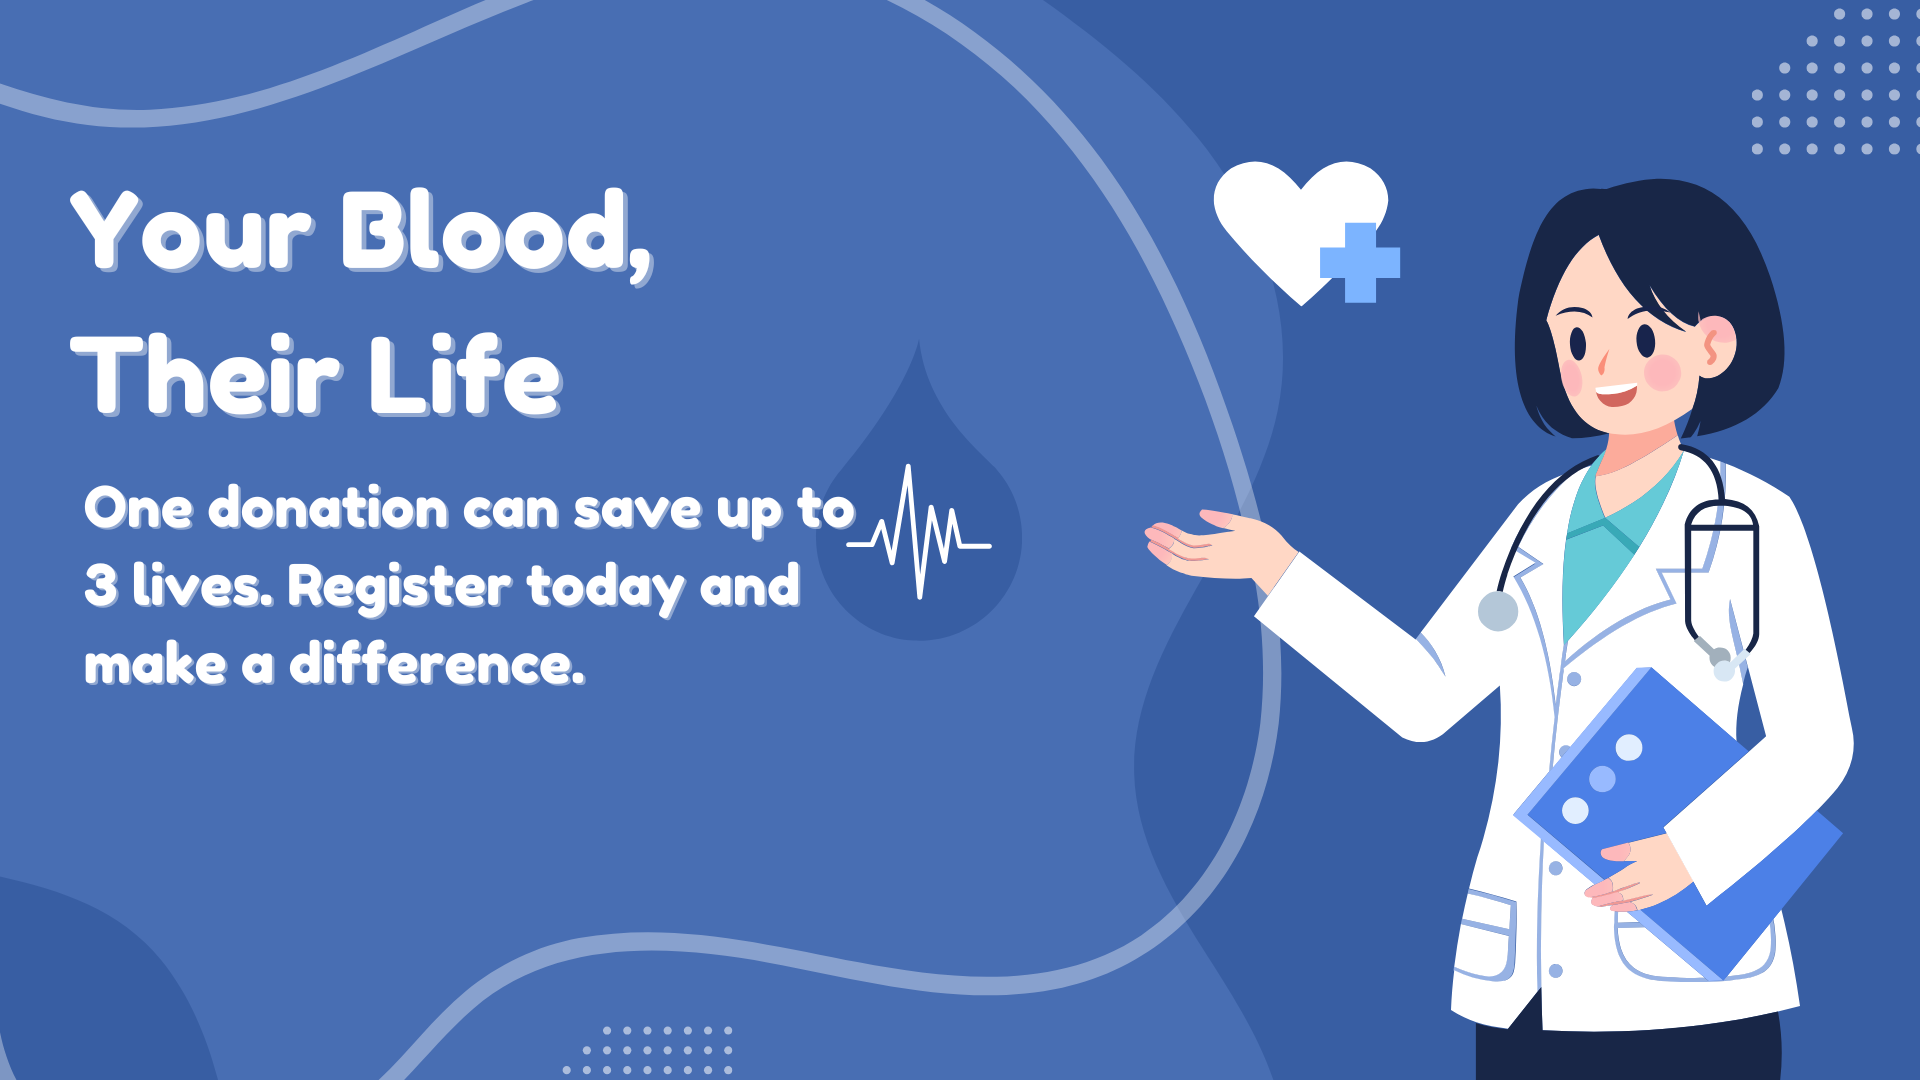 Your Blood,
Their Life
One donation can save up to
3 lives. Register today and
make a difference.